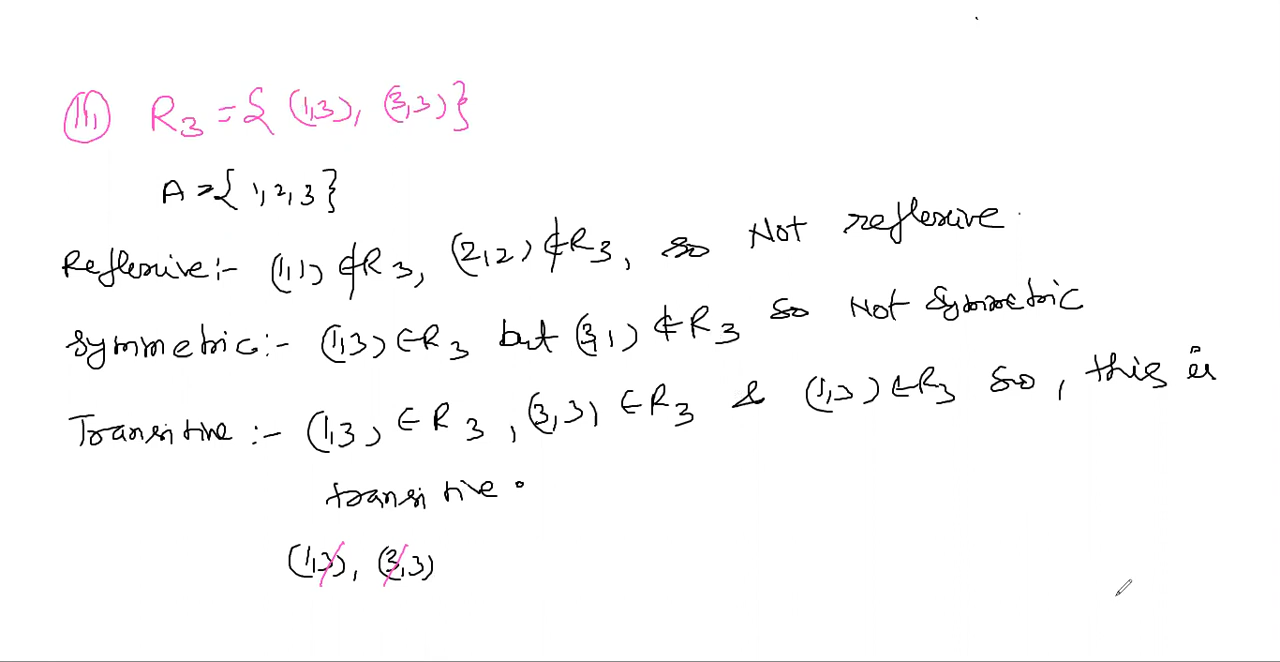 (iii) R3 = { (1,3), (3,3) }
A = { 1, 2, 3 }
Reflexive :- (1,1) ∉ R3, (2,2) ∉ R3, so Not reflexive.
Symmetric :- (1,3) ∈ R3 but (3,1) ∉ R3 so Not symmetric
Transitive :- (1,3) ∈ R3, (3,3) ∈ R3 & (1,3) ∈ R3 so, this is
transitive.
(1,3), (3,3)